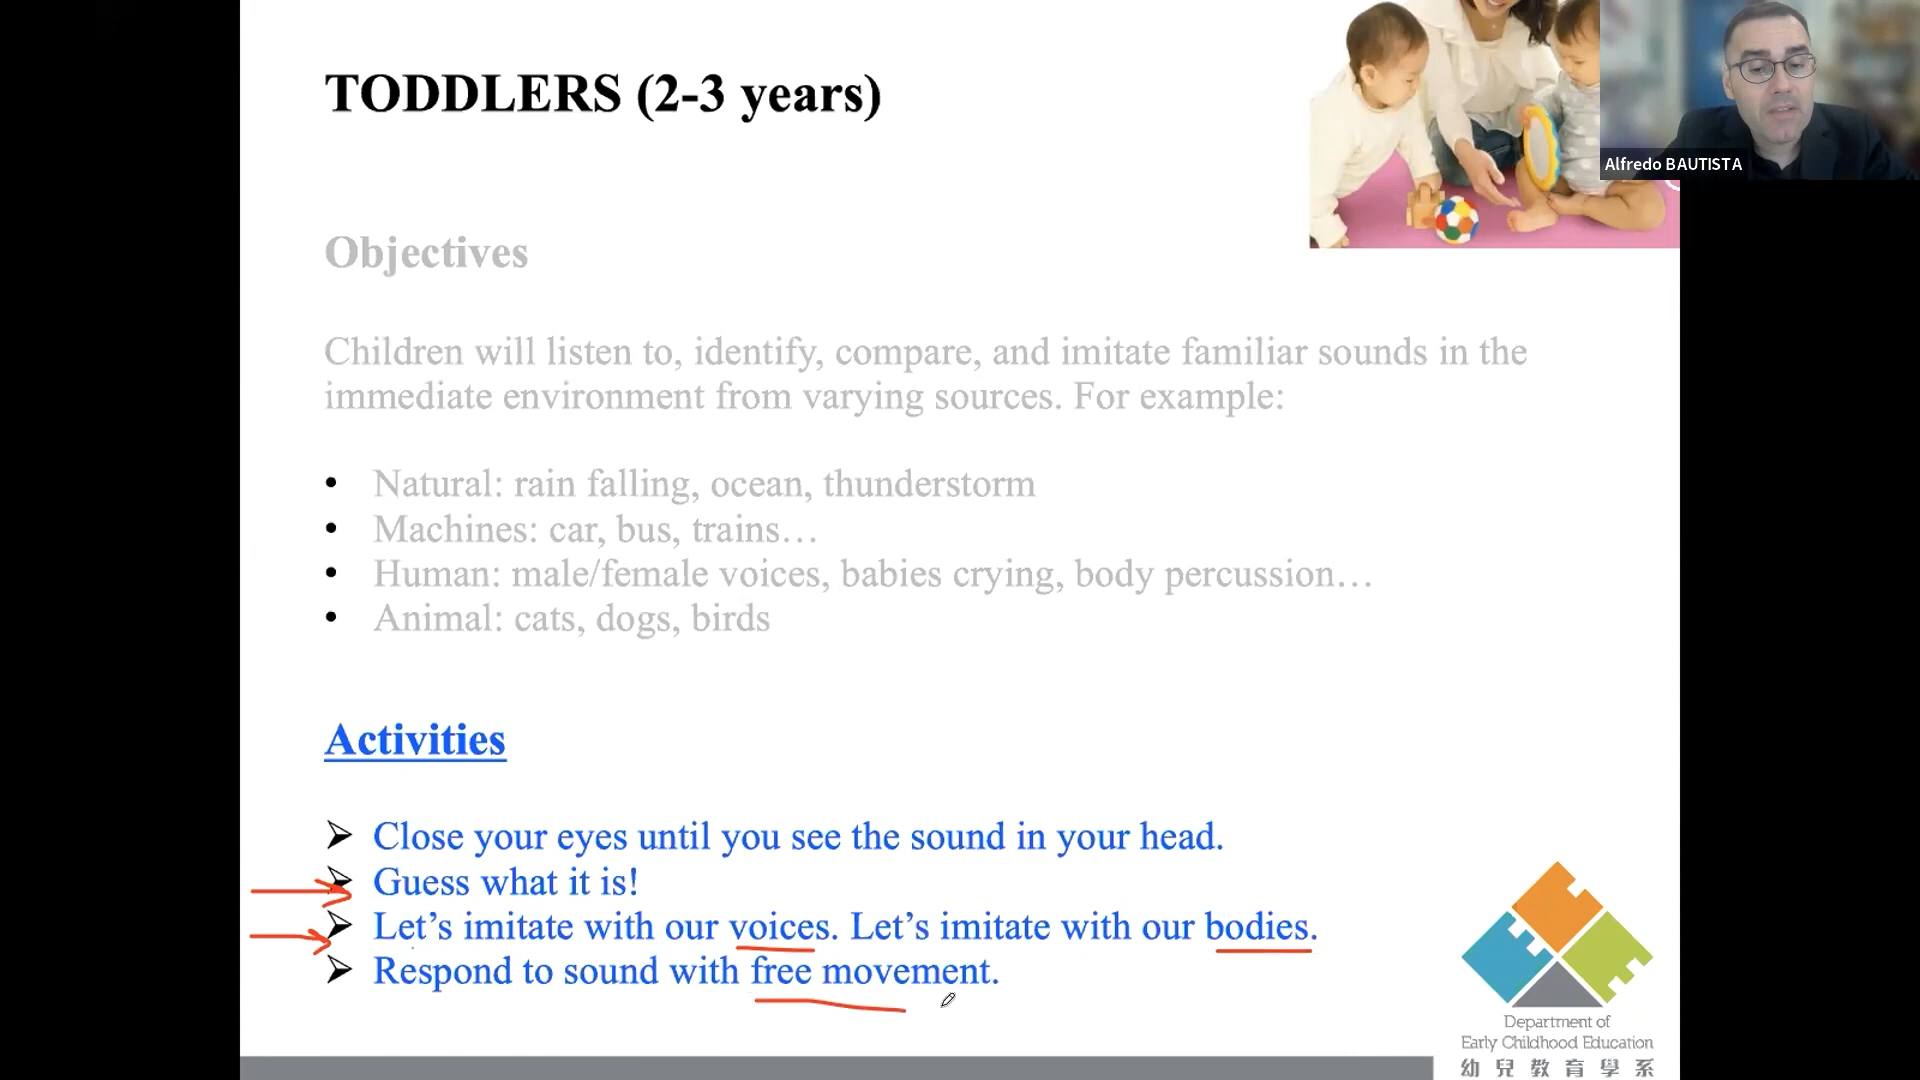 TODDLERS (2-3 years)
Alfredo BAUTISTA
Objectives
Children will listen to, identify, compare, and imitate familiar sounds in the
immediate environment from varying sources. For example:
• Natural: rain falling, ocean, thunderstorm
• Machines: car, bus, trains…
• Human: male/female voices, babies crying, body percussion…
• Animal: cats, dogs, birds
Activities
➢ Close your eyes until you see the sound in your head.
➢ Guess what it is!
➢ Let’s imitate with our voices. Let’s imitate with our bodies.
➢ Respond to sound with free movement.
Department of
Early Childhood Education
幼兒教育學系